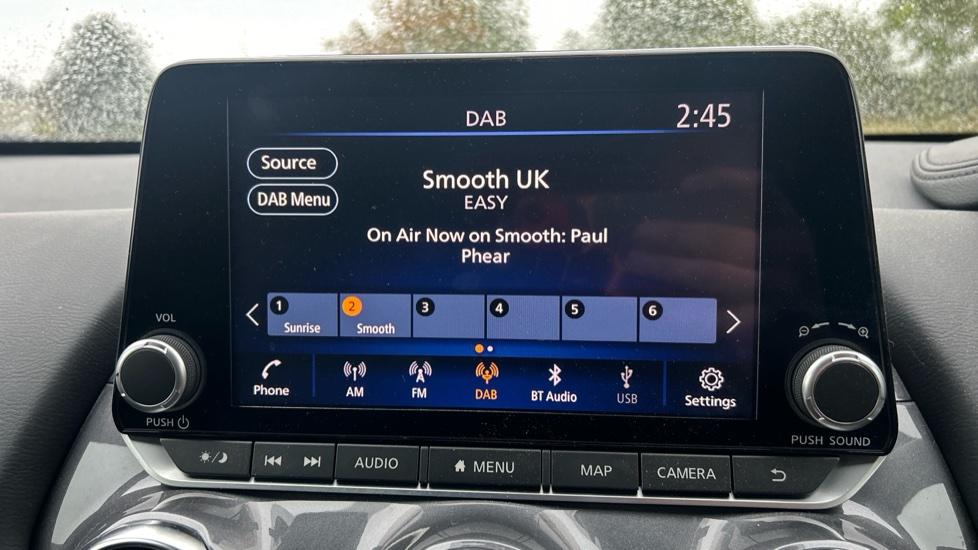 DAB
2:45
Source
DAB Menu
Smooth UK
EASY
On Air Now on Smooth: Paul
Phear
1
2
3
4
5
6
Sunrise
Smooth
Phone
AM
FM
DAB
BT Audio
USB
Settings
VOL
PUSH
PUSH SOUND
AUDIO
MENU
MAP
CAMERA